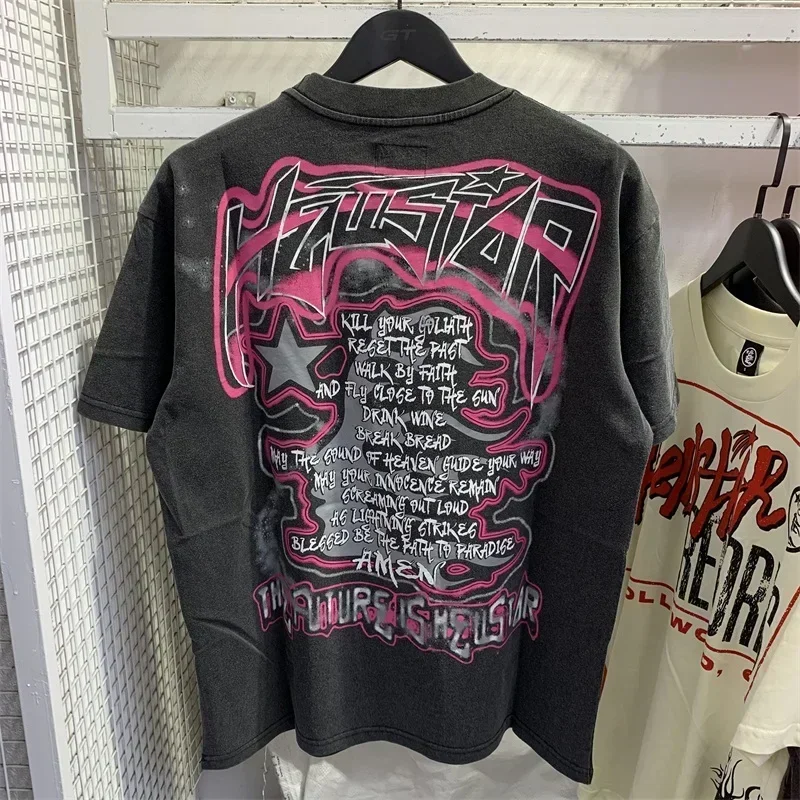 GT
HELLSTAR
KILL YOUR GOLIATH
RESET THE PAST
WALK BY FAITH
AND FLY CLOSE TO THE SUN
DRINK WINE
BREAK BREAD
MAY THE SOUND OF HEAVEN GUIDE YOUR WAY
MAY YOUR INNOCENCE REMAIN
SCREAMING OUT LOUD
AS LIGHTNING STRIKES
BLESSED BE THE PATH TO PARADISE
AMEN
THE FUTURE IS HELLSTAR